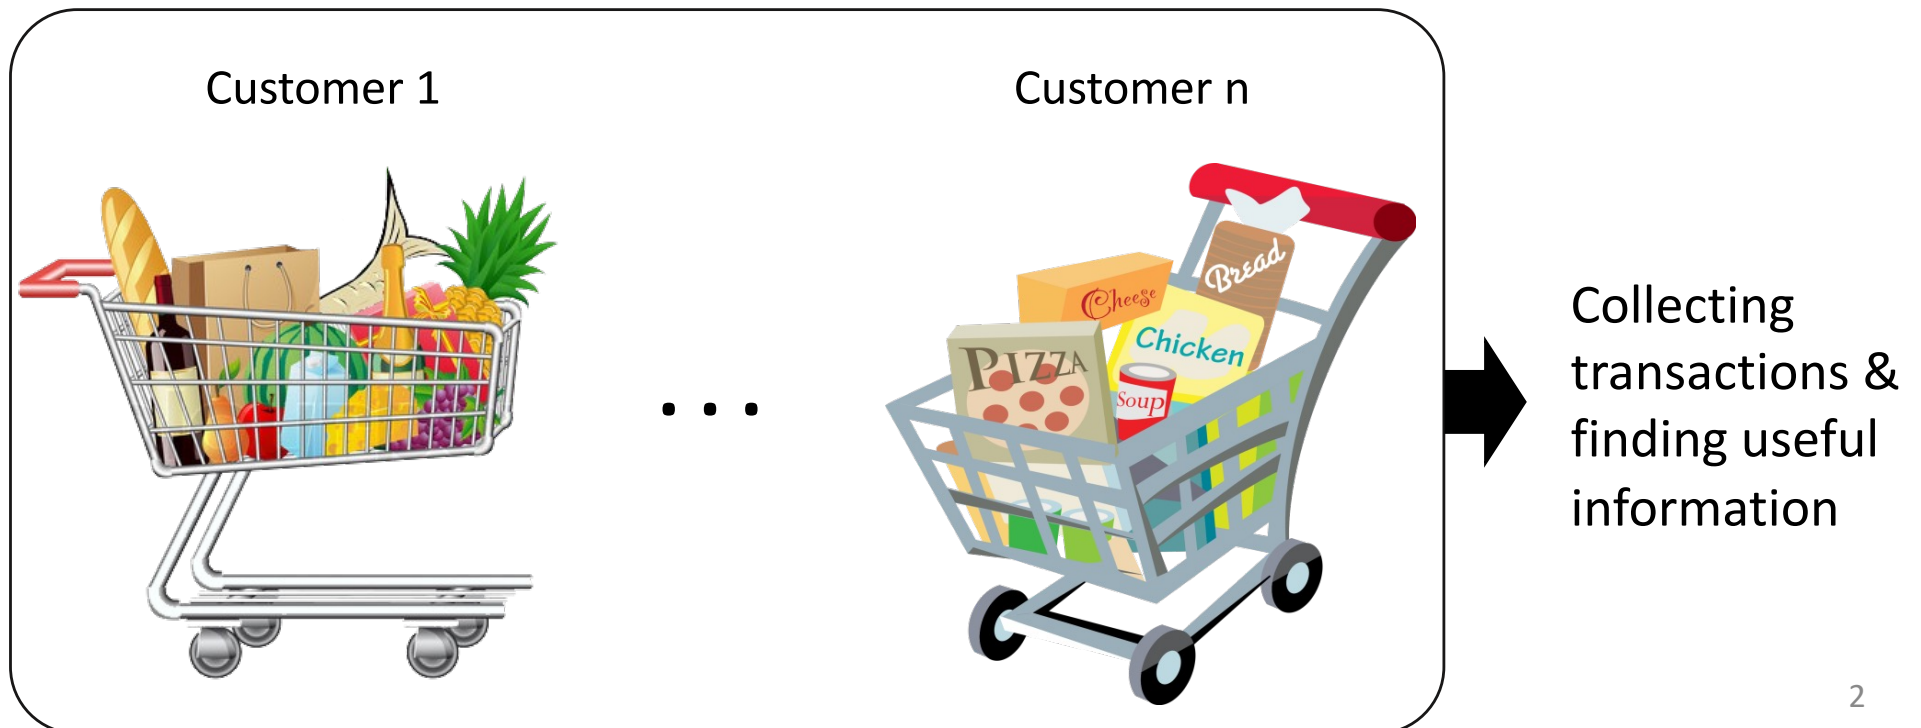 Customer 1
Customer n
Cheese
Bread
Chicken
PIZZA
Soup
...
Collecting
transactions &
finding useful
information
2